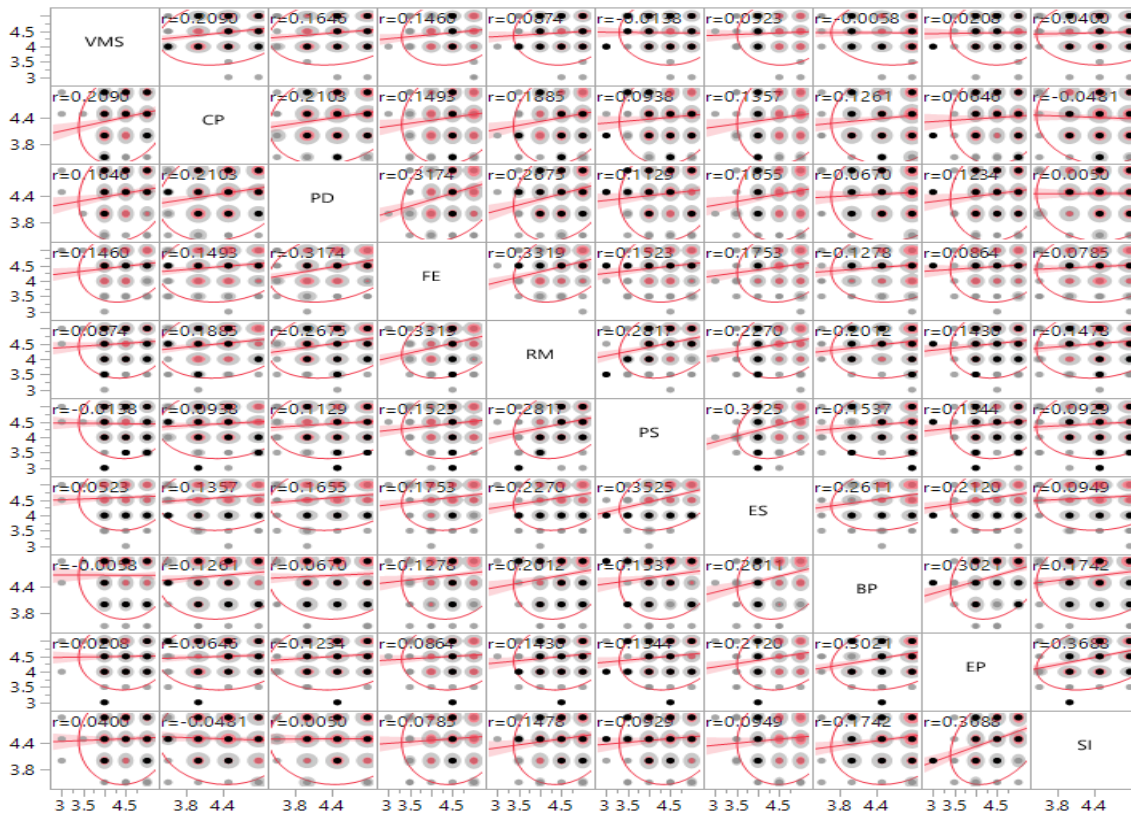 r=0.2090 r=0.1646 r=0.1460 r=0.0874 r=-0.0138 r=0.0523 r=-0.0058 r=0.0208 r=0.0400
4.5
VMS
4
3.5
3
r=0.2090 r=0.2103 r=0.1493 r=0.1885 r=0.0938 r=0.1357 r=0.1261 r=0.0646 r=-0.0481
4.4 CP
3.8
r=0.1646 r=0.2103 r=0.3174 r=0.2675 r=0.1129 r=0.1655 r=0.0670 r=0.1234 r=0.0050
4.4 PD
3.8
r=0.1460 r=0.1493 r=0.3174 r=0.3319 r=0.1523 r=0.1753 r=0.1278 r=0.0864 r=0.0785
4.5
4 FE
3.5
3
r=0.0874 r=0.1885 r=0.2675 r=0.3319 r=0.2817 r=0.2270 r=0.2012 r=0.1478
4.5
4 RM
3.5
3
r=-0.0138 r=0.0938 r=0.1129 r=0.1523 r=0.2817 r=0.3525 r=0.1537 r=0.1344 r=0.0929
4.5
4 PS
3.5
3
r=0.0523 r=0.1357 r=0.1655 r=0.1753 r=0.2270 r=0.3525 r=0.2611 r=0.2120 r=0.0949
4.5
4 ES
3.5
3
r=-0.0058 r=0.1261 r=0.0670 r=0.1278 r=0.2012 r=0.1537 r=0.2611 r=0.3021 r=0.1742
4.4 BP
3.8
r=0.0208 r=0.0646 r=0.1234 r=0.0864 r=0.1344 r=0.2120 r=0.3021 r=0.3688
4.5
4 EP
3.5
3
r=0.0400 r=-0.0481 r=0.0050 r=0.0785 r=0.1478 r=0.0929 r=0.0949 r=0.1742 r=0.3688
4.4 SI
3.8
3 3.5 4.5 3.8 4.4 3.8 4.4 3 3.5 4.5 3 3.5 4.5 3 3.5 4.5 3 3.5 4.5 3.8 4.4 3 3.5 4.5 3.8 4.4